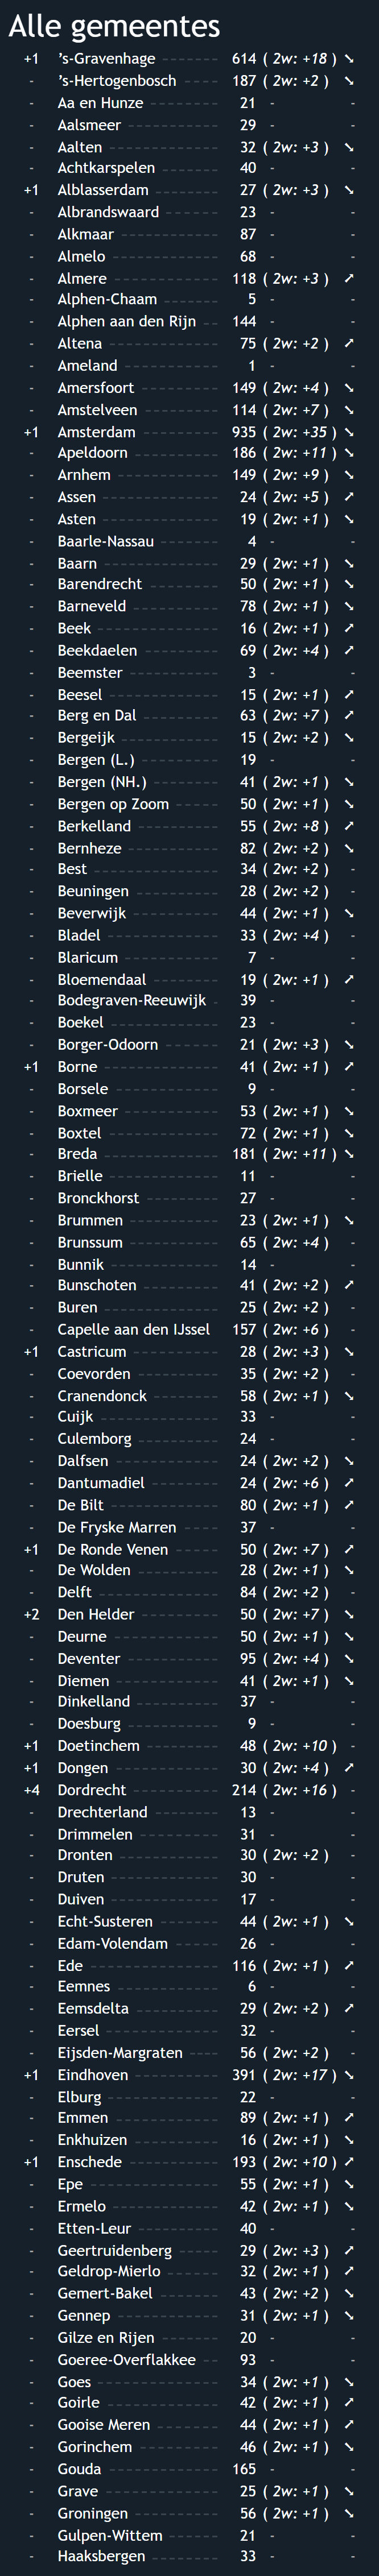 Alle gemeentes
+1 ’s-Gravenhage 614 ( 2w: +18 ) ↘
- ’s-Hertogenbosch 187 ( 2w: +2 ) ↘
- Aa en Hunze 21 - -
- Aalsmeer 29 - -
- Aalten 32 ( 2w: +3 ) ↘
- Achtkarspelen 40 - -
+1 Alblasserdam 27 ( 2w: +3 ) ↘
- Albrandswaard 23 - -
- Alkmaar 87 - -
- Almelo 68 - -
- Almere 118 ( 2w: +3 ) ↗
- Alphen-Chaam 5 - -
- Alphen aan den Rijn 144 - -
- Altena 75 ( 2w: +2 ) ↗
- Ameland 1 - -
- Amersfoort 149 ( 2w: +4 ) ↘
- Amstelveen 114 ( 2w: +7 ) ↘
+1 Amsterdam 935 ( 2w: +35 ) ↘
- Apeldoorn 186 ( 2w: +11 ) ↘
- Arnhem 149 ( 2w: +9 ) ↘
- Assen 24 ( 2w: +5 ) ↗
- Asten 19 ( 2w: +1 ) ↘
- Baarle-Nassau 4 - -
- Baarn 29 ( 2w: +1 ) ↘
- Barendrecht 50 ( 2w: +1 ) ↘
- Barneveld 78 ( 2w: +1 ) ↘
- Beek 16 ( 2w: +1 ) ↗
- Beekdaelen 69 ( 2w: +4 ) ↗
- Beemster 3 - -
- Beesel 15 ( 2w: +1 ) ↗
- Berg en Dal 63 ( 2w: +7 ) ↗
- Bergeijk 15 ( 2w: +2 ) ↘
- Bergen (L.) 19 - -
- Bergen (NH.) 41 ( 2w: +1 ) ↘
- Bergen op Zoom 50 ( 2w: +1 ) ↘
- Berkelland 55 ( 2w: +8 ) ↗
- Bernheze 82 ( 2w: +2 ) ↘
- Best 34 ( 2w: +2 ) -
- Beuningen 28 ( 2w: +2 ) -
- Beverwijk 44 ( 2w: +1 ) ↘
- Bladel 33 ( 2w: +4 ) -
- Blaricum 7 - -
- Bloemendaal 19 ( 2w: +1 ) ↗
- Bodegraven-Reeuwijk 39 - -
- Boekel 23 - -
- Borger-Odoorn 21 ( 2w: +3 ) ↘
+1 Borne 41 ( 2w: +1 ) ↗
- Borsele 9 - -
- Boxmeer 53 ( 2w: +1 ) ↘
- Boxtel 72 ( 2w: +1 ) ↘
- Breda 181 ( 2w: +11 ) ↘
- Brielle 11 - -
- Bronckhorst 27 - -
- Brummen 23 ( 2w: +1 ) ↘
- Brunssum 65 ( 2w: +4 ) -
- Bunnik 14 - -
- Bunschoten 41 ( 2w: +2 ) ↗
- Buren 25 ( 2w: +2 ) -
- Capelle aan den IJssel 157 ( 2w: +6 ) -
+1 Castricum 28 ( 2w: +3 ) ↘
- Coevorden 35 ( 2w: +2 ) -
- Cranendonck 58 ( 2w: +1 ) ↘
- Cuijk 33 - -
- Culemborg 24 - -
- Dalfsen 24 ( 2w: +2 ) ↘
- Dantumadiel 24 ( 2w: +6 ) ↗
- De Bilt 80 ( 2w: +1 ) ↗
- De Fryske Marren 37 - -
+1 De Ronde Venen 50 ( 2w: +7 ) ↗
- De Wolden 28 ( 2w: +1 ) ↘
- Delft 84 ( 2w: +2 ) -
+2 Den Helder 50 ( 2w: +7 ) ↘
- Deurne 50 ( 2w: +1 ) ↘
- Deventer 95 ( 2w: +4 ) ↘
- Diemen 41 ( 2w: +1 ) ↘
- Dinkelland 37 - -
- Doesburg 9 - -
+1 Doetinchem 48 ( 2w: +10 ) -
+1 Dongen 30 ( 2w: +4 ) ↗
+4 Dordrecht 214 ( 2w: +16 ) -
- Drechterland 13 - -
- Drimmelen 31 - -
- Dronten 30 ( 2w: +2 ) -
- Druten 30 - -
- Duiven 17 - -
- Echt-Susteren 44 ( 2w: +1 ) ↘
- Edam-Volendam 26 - -
- Ede 116 ( 2w: +1 ) ↗
- Eemnes 6 - -
- Eemsdelta 29 ( 2w: +2 ) ↗
- Eersel 32 - -
- Eijsden-Margraten 56 ( 2w: +2 ) -
+1 Eindhoven 391 ( 2w: +17 ) ↘
- Elburg 22 - -
- Emmen 89 ( 2w: +1 ) ↗
- Enkhuizen 16 ( 2w: +1 ) ↘
+1 Enschede 193 ( 2w: +10 ) ↗
- Epe 55 ( 2w: +1 ) ↘
- Ermelo 42 ( 2w: +1 ) ↘
- Etten-Leur 40 - -
- Geertruidenberg 29 ( 2w: +3 ) ↗
- Geldrop-Mierlo 32 ( 2w: +1 ) ↗
- Gemert-Bakel 43 ( 2w: +2 ) ↘
- Gennep 31 ( 2w: +1 ) ↘
- Gilze en Rijen 20 - -
- Goeree-Overflakkee 93 - -
- Goes 34 ( 2w: +1 ) ↘
- Goirle 42 ( 2w: +1 ) ↗
- Gooise Meren 44 ( 2w: +1 ) ↗
- Gorinchem 46 ( 2w: +1 ) ↘
- Gouda 165 - -
- Grave 25 ( 2w: +1 ) ↘
- Groningen 56 ( 2w: +1 ) ↘
- Gulpen-Wittem 21 - -
- Haaksbergen 33 - -